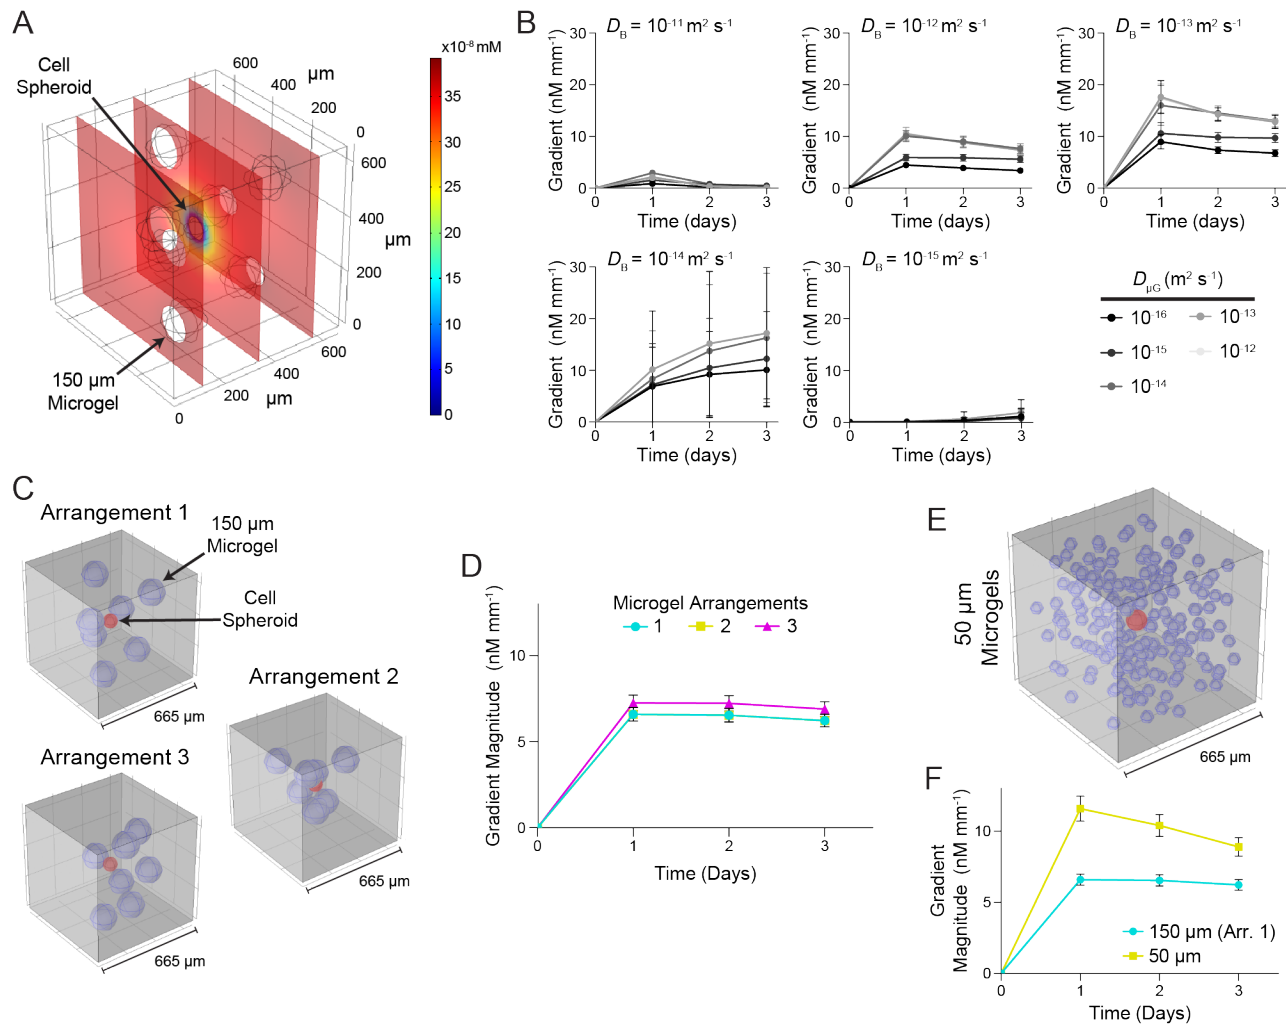 A
Cell
Spheroid
150 µm
Microgel
µm
600
400
200
0
600
400
200
0
µm
600
400
200
0
µm
x10⁻⁸ mM
35
30
25
20
15
10
5
0
B
D_B = 10⁻¹¹ m² s⁻¹
Gradient (nM mm⁻¹)
30
20
10
0
0 1 2 3
Time (days)
D_B = 10⁻¹² m² s⁻¹
Gradient (nM mm⁻¹)
30
20
10
0
0 1 2 3
Time (days)
D_B = 10⁻¹³ m² s⁻¹
Gradient (nM mm⁻¹)
30
20
10
0
0 1 2 3
Time (days)
D_B = 10⁻¹⁴ m² s⁻¹
Gradient (nM mm⁻¹)
30
20
10
0
0 1 2 3
Time (days)
D_B = 10⁻¹⁵ m² s⁻¹
Gradient (nM mm⁻¹)
30
20
10
0
0 1 2 3
Time (days)
D_µG (m² s⁻¹)
10⁻¹⁶ 10⁻¹³
10⁻¹⁵ 10⁻¹²
10⁻¹⁴
C
Arrangement 1
150 µm
Microgel
Cell
Spheroid
665 µm
Arrangement 2
665 µm
Arrangement 3
665 µm
D
Gradient Magnitude (nM mm⁻¹)
Microgel Arrangements
1 2 3
10
5
0
0 1 2 3
Time (Days)
E
50 µm
Microgels
665 µm
F
Gradient
Magnitude (nM mm⁻¹)
10
5
0
150 µm (Arr. 1)
50 µm
0 1 2 3
Time (Days)